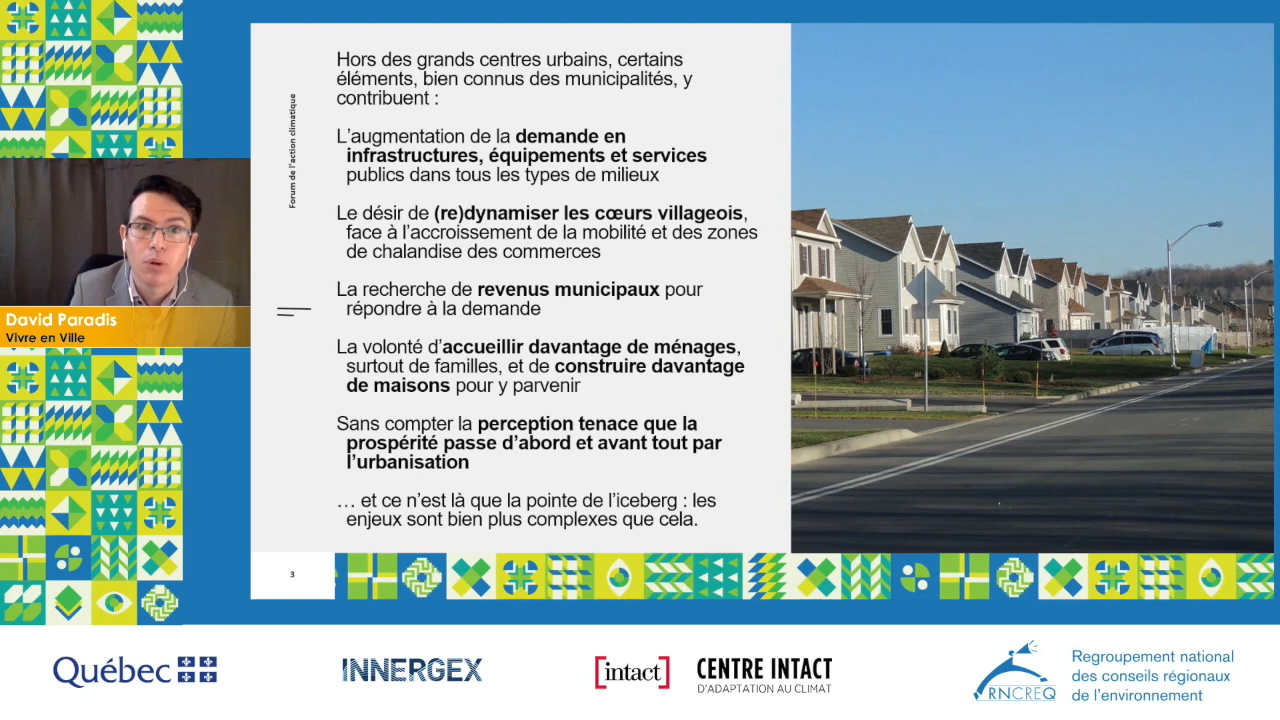 Forum de l'action climatique
Hors des grands centres urbains, certains
éléments, bien connus des municipalités, y
contribuent :
L'augmentation de la demande en
infrastructures, équipements et services
publics dans tous les types de milieux
Le désir de (re)dynamiser les cœurs villageois,
face à l'accroissement de la mobilité et des zones
de chalandise des commerces
La recherche de revenus municipaux pour
répondre à la demande
La volonté d'accueillir davantage de ménages,
surtout de familles, et de construire davantage
de maisons pour y parvenir
Sans compter la perception tenace que la
prospérité passe d'abord et avant tout par
l'urbanisation
… et ce n'est là que la pointe de l'iceberg : les
enjeux sont bien plus complexes que cela.
3
David Paradis
Vivre en Ville
Québec
INNERGEX
[intact]
CENTRE INTACT
D'ADAPTATION AU CLIMAT
RNCREQ
Regroupement national
des conseils régionaux
de l'environnement